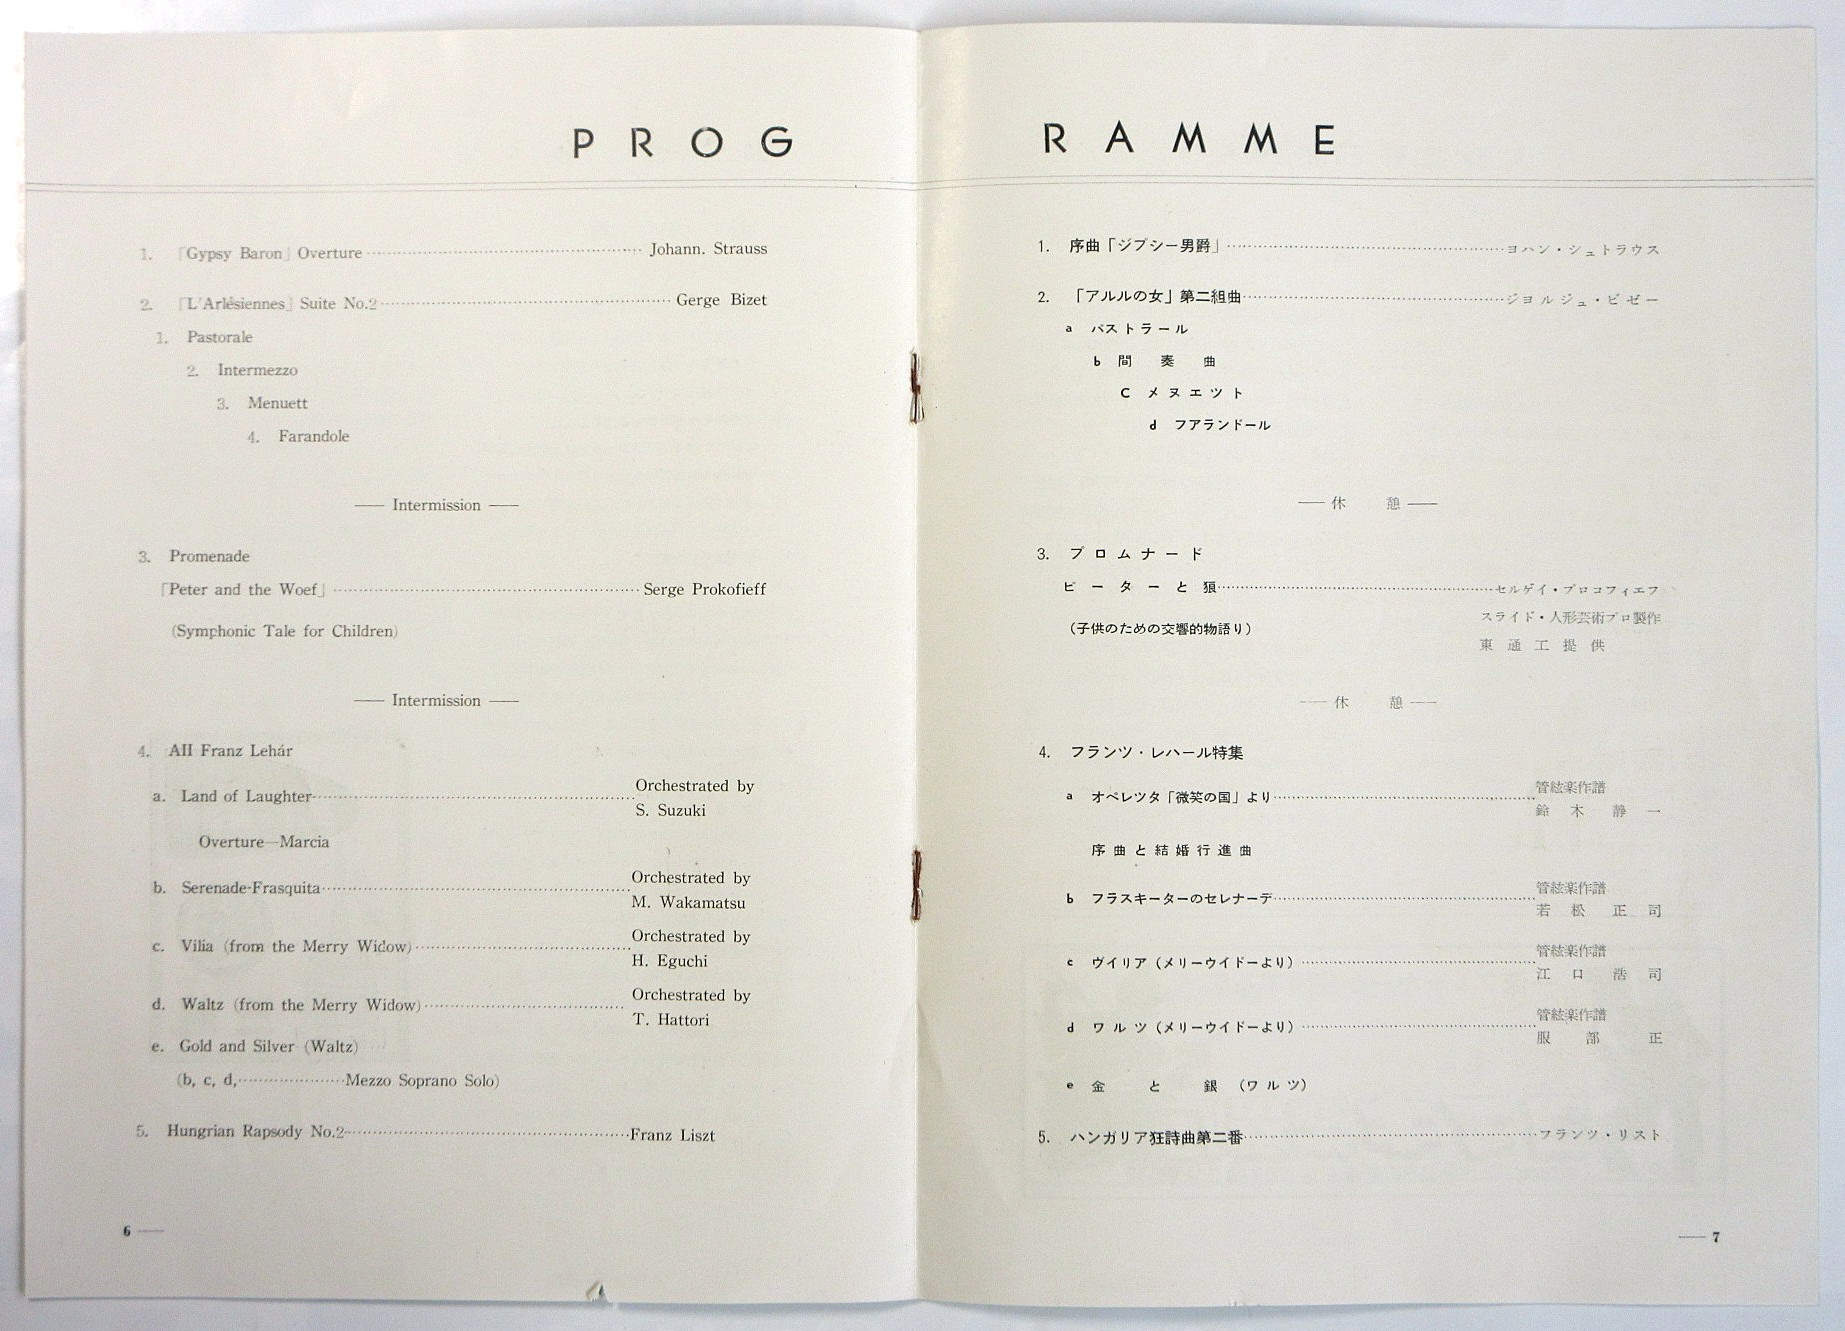 PROGRAMME
1. 「Gypsy Baron」 Overture Johann. Strauss
2. 「L'Arlésiennes」 Suite No.2 Gerge Bizet
1. Pastorale
2. Intermezzo
3. Menuett
4. Farandole
— Intermission —
3. Promenade
「Peter and the Woef」 Serge Prokofieff
(Symphonic Tale for Children)
— Intermission —
4. All Franz Lehár
a. Land of Laughter Orchestrated by
S. Suzuki
Overture—Marcia
b. Serenade-Frasquita Orchestrated by
M. Wakamatsu
c. Vilia (from the Merry Widow) Orchestrated by
H. Eguchi
d. Waltz (from the Merry Widow) Orchestrated by
T. Hattori
e. Gold and Silver (Waltz)
(b, c, d, Mezzo Soprano Solo)
5. Hungrian Rapsody No.2 Franz Liszt
6 —
1. 序曲「ジプシー男爵」 ヨハン・シュトラウス
2. 「アルルの女」第二組曲 ジヨルジュ・ビゼー
a パストラール
b 間奏曲
C メヌエツト
d フアランドール
— 休憩 —
3. プロムナード
ピーターと狼 セルゲイ・プロコフィエフ
スライド・人形芸術プロ製作
(子供のための交響的物語り)
東通工提供
— 休憩 —
4. フランツ・レハール特集
a オペレツタ「微笑の国」より 管絃楽作譜
鈴木静一
序曲と結婚行進曲
b フラスキーターのセレナーデ 管絃楽作譜
若松正司
c ヴイリア(メリーウイドーより) 管絃楽作譜
江口浩司
d ワルツ(メリーウイドーより) 管絃楽作譜
服部正
e 金と銀 (ワルツ)
5. ハンガリア狂詩曲第二番 フランツ・リスト
— 7